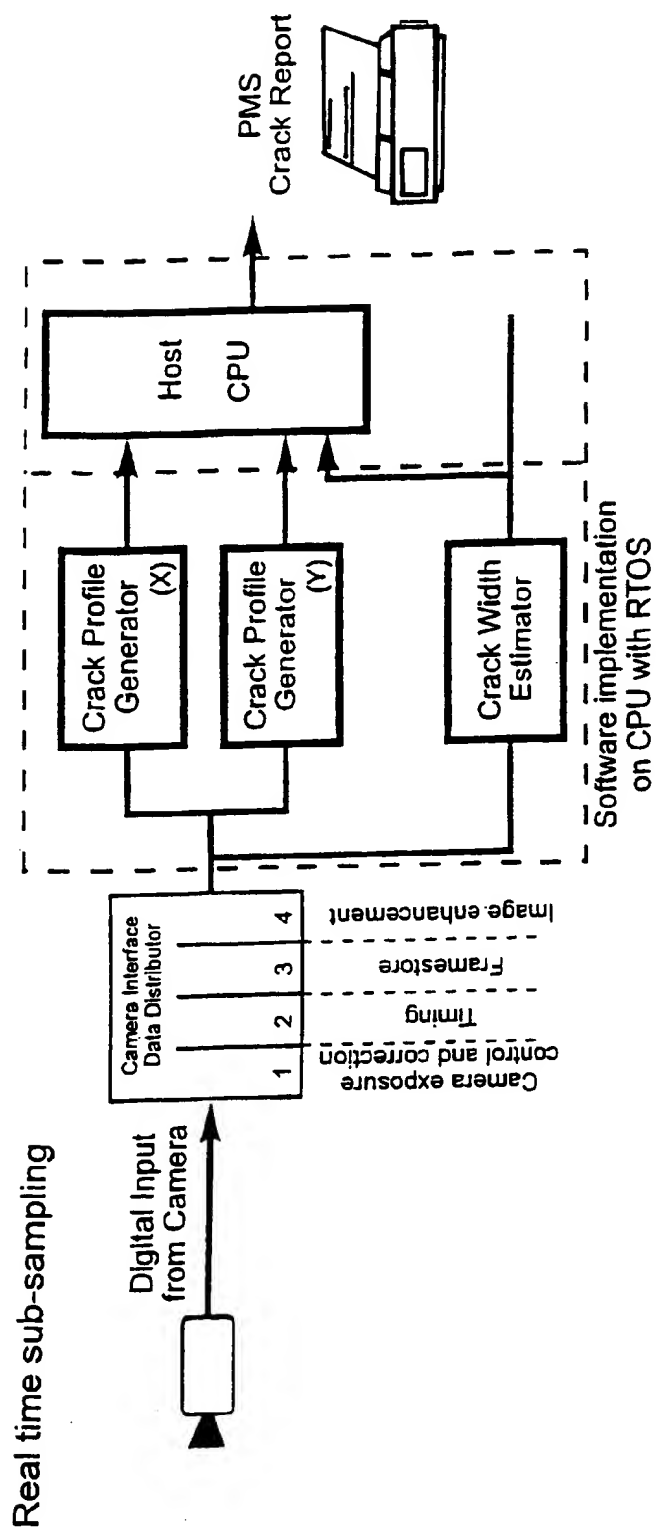 Real time sub-sampling
Digital Input
from Camera
Camera Interface
Data Distributor
1 2 3 4
Camera exposure
control and correction
Timing
Framestore
Image enhancement
Crack Profile
Generator
(X)
Crack Profile
Generator
(Y)
Crack Width
Estimator
Software implementation
on CPU with RTOS
Host
CPU
PMS
Crack Report